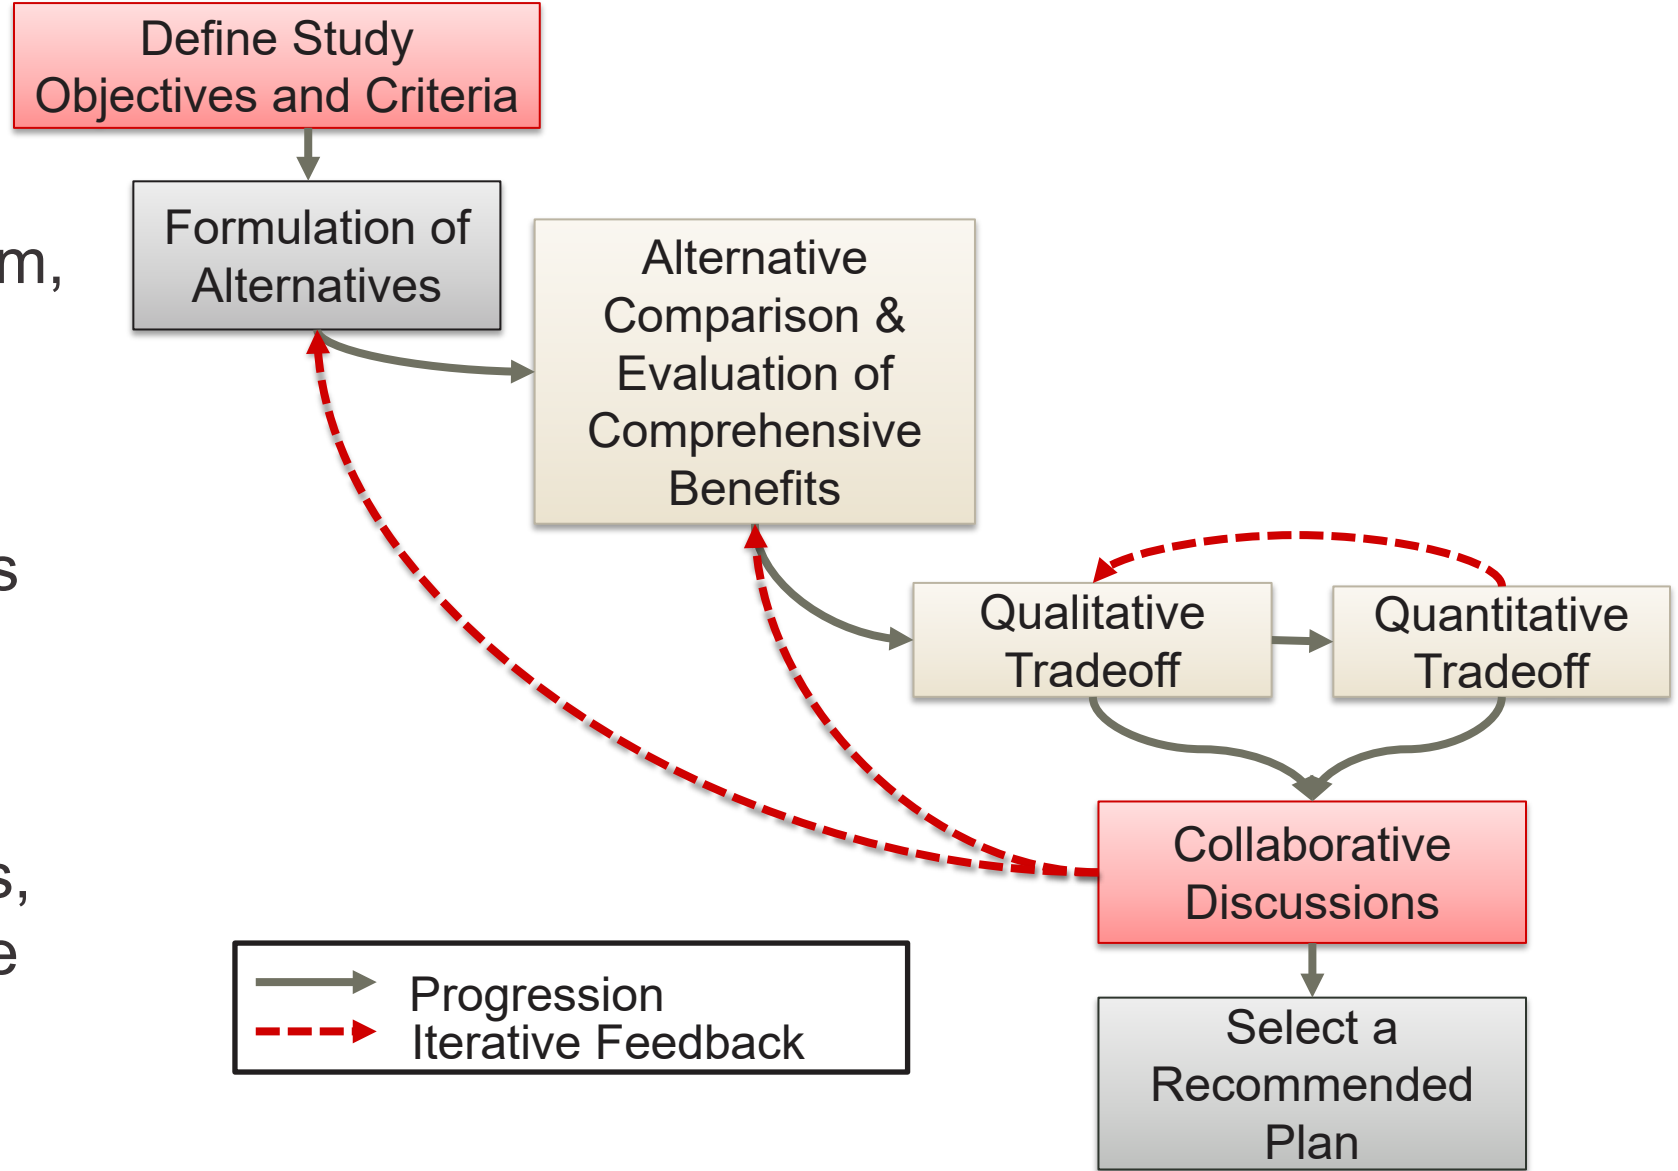 Define Study
Objectives and Criteria
Formulation of
Alternatives
m,
Alternative
Comparison &
Evaluation of
Comprehensive
Benefits
s
Qualitative
Tradeoff
Quantitative
Tradeoff
Collaborative
Discussions
s,
e
Progression
Iterative Feedback
Select a
Recommended
Plan